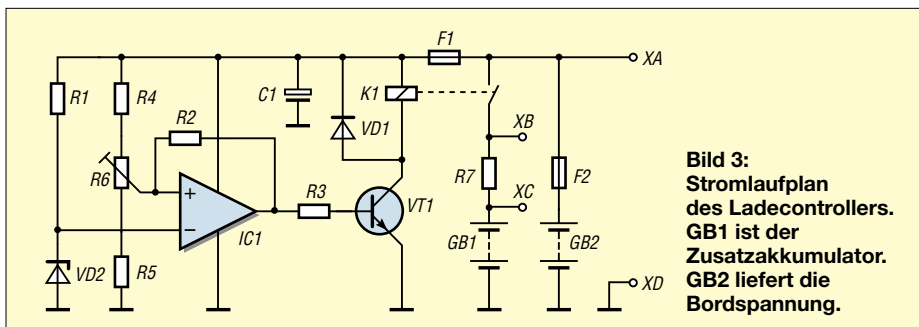 F1
XA
R1
R4
C1
K1
XB
R2
VD1
R6
R7
F2
R3
XC
VT1
+
−
IC1
GB1
GB2
VD2
R5
XD
Bild 3:
Stromlaufplan
des Ladecontrollers.
GB1 ist der
Zusatzakkumulator.
GB2 liefert die
Bordspannung.